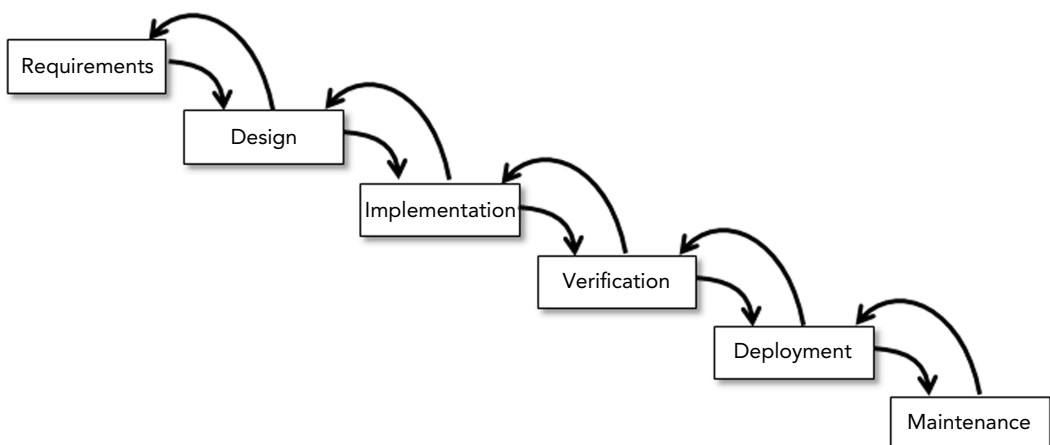 Requirements
Design
Implementation
Verification
Deployment
Maintenance